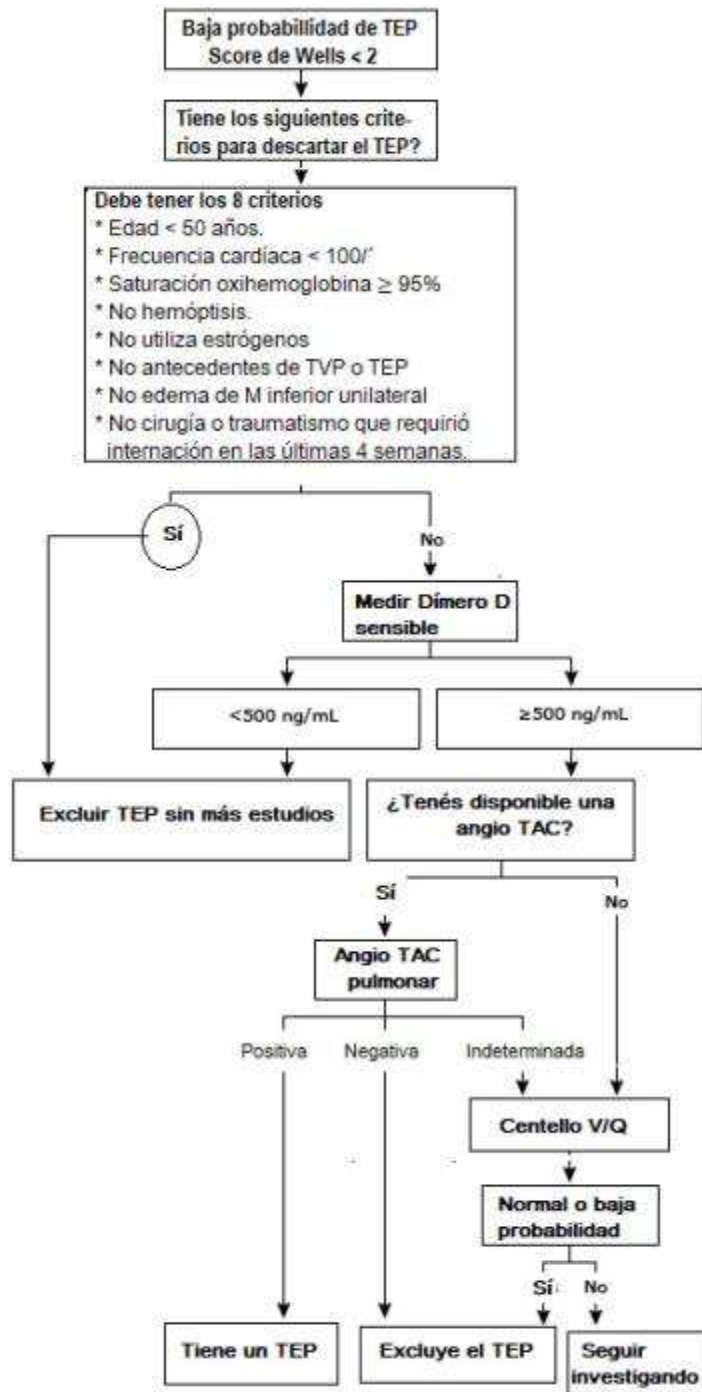 Baja probabillidad de TEP
Score de Wells < 2
Tiene los siguientes crite-
rios para descartar el TEP?
Debe tener los 8 criterios
* Edad < 50 años.
* Frecuencia cardíaca < 100/´
* Saturación oxihemoglobina ≥ 95%
* No hemóptisis.
* No utiliza estrógenos
* No antecedentes de TVP o TEP
* No edema de M inferior unilateral
* No cirugía o traumatismo que requirió
internación en las últimas 4 semanas.
Sí
No
Medir Dímero D
sensible
<500 ng/mL
≥500 ng/mL
Excluir TEP sin más estudios
¿Tenés disponible una
angio TAC?
Sí
No
Angio TAC
pulmonar
Positiva
Negativa
Indeterminada
Centello V/Q
Normal o baja
probabilidad
Sí
No
Tiene un TEP
Excluye el TEP
Seguir
investigando